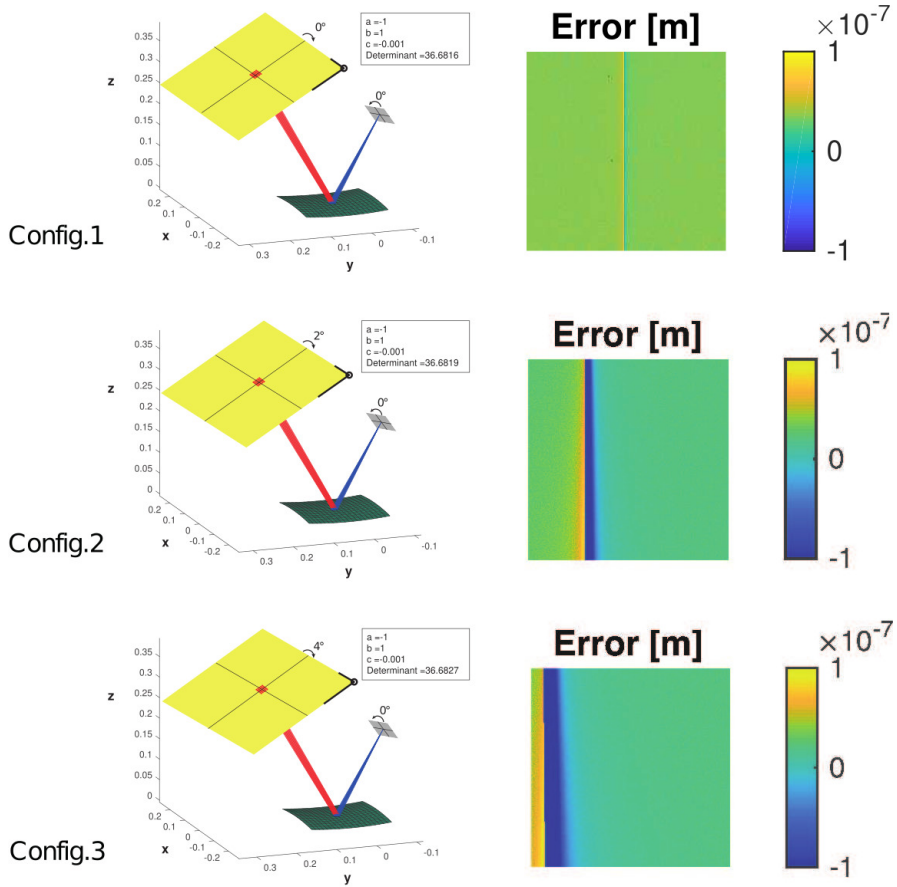 Error [m]
×10⁻⁷
0°
a =-1
b =1
c =-0.001
Determinant =36.6816
0°
z
0.35
0.3
0.25
0.2
0.15
0.1
0.05
0
0.2
0.1
0
-0.1
-0.2
x
0.3
0.2
0.1
0
-0.1
y
1
0
-1
Config.1
Error [m]
×10⁻⁷
2°
a =-1
b =1
c =-0.001
Determinant =36.6819
0°
z
0.35
0.3
0.25
0.2
0.15
0.1
0.05
0
0.2
0.1
0
-0.1
-0.2
x
0.3
0.2
0.1
0
-0.1
y
1
0
-1
Config.2
Error [m]
×10⁻⁷
4°
a =-1
b =1
c =-0.001
Determinant =36.6827
0°
z
0.35
0.3
0.25
0.2
0.15
0.1
0.05
0
0.2
0.1
0
-0.1
-0.2
x
0.3
0.2
0.1
0
-0.1
y
1
0
-1
Config.3